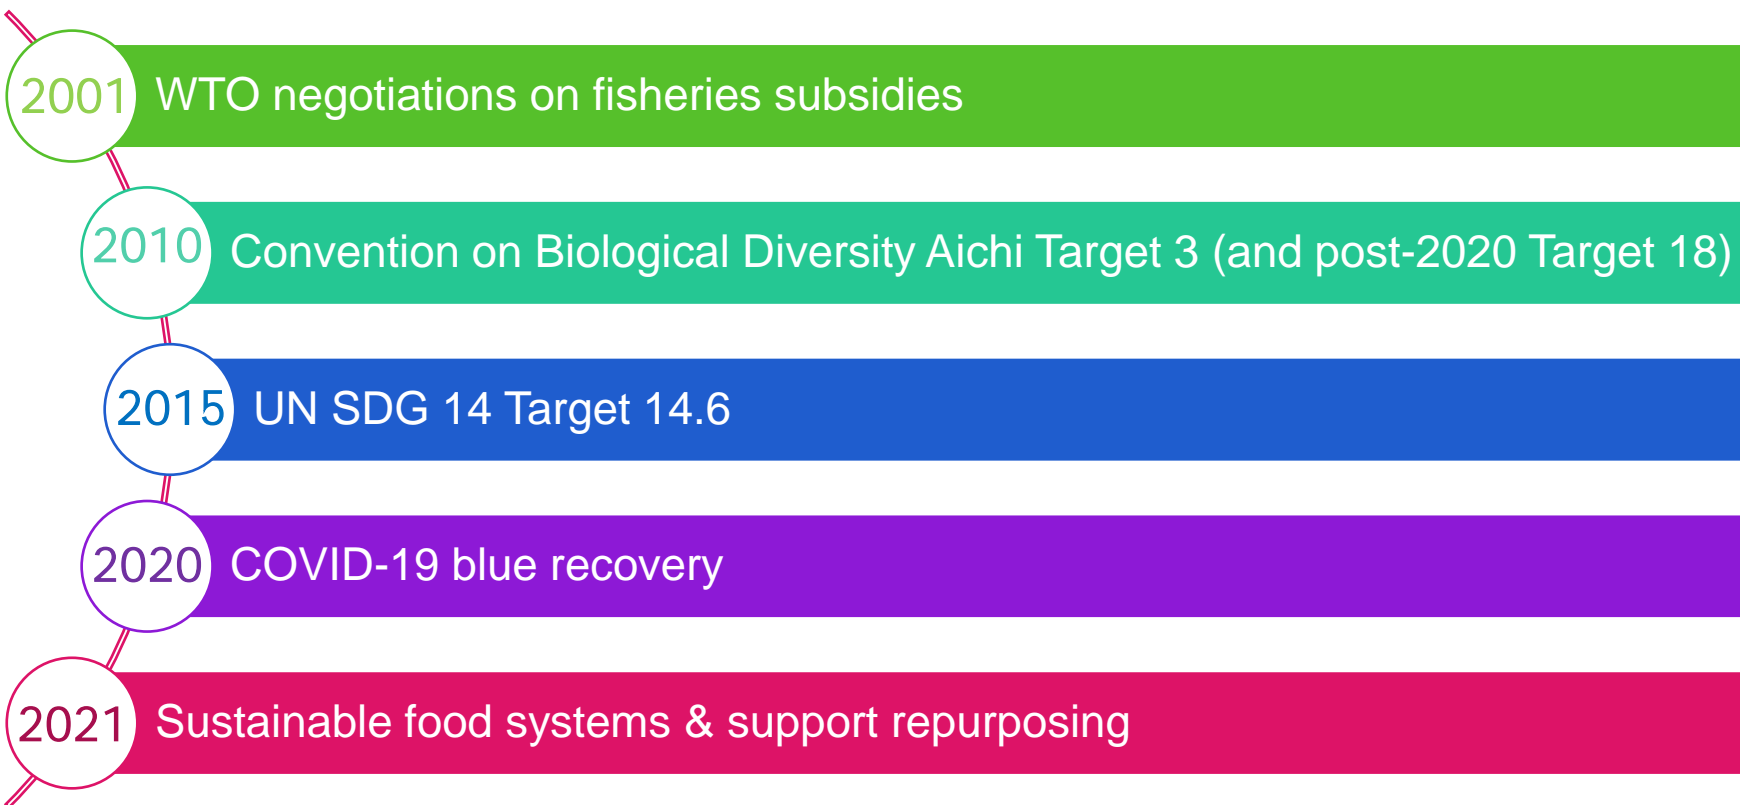 2001 WTO negotiations on fisheries subsidies
2010 Convention on Biological Diversity Aichi Target 3 (and post-2020 Target 18)
2015 UN SDG 14 Target 14.6
2020 COVID-19 blue recovery
2021 Sustainable food systems & support repurposing